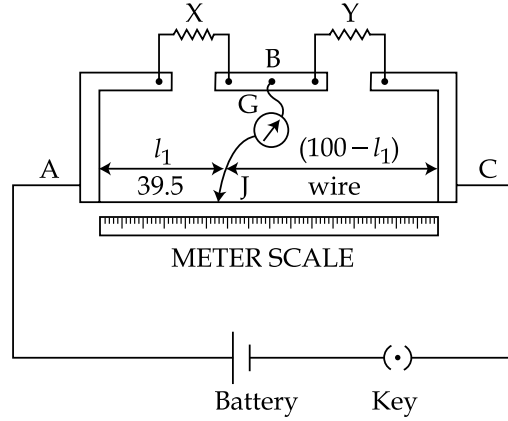 X Y
B
G
A l₁ (100 – l₁) C
39.5 J wire
METER SCALE
Battery Key